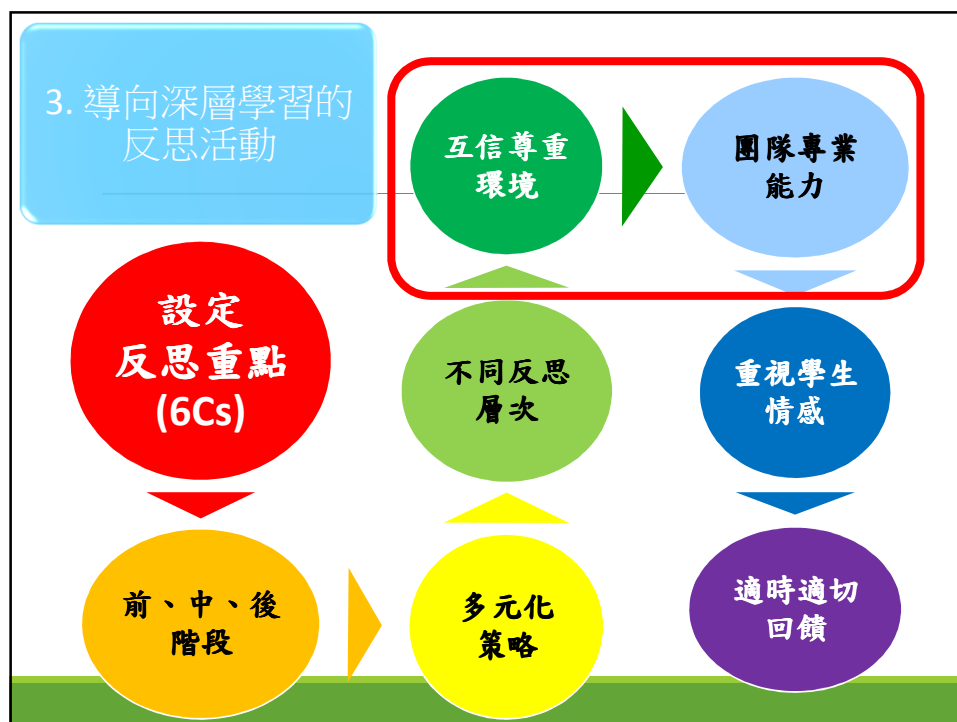 3. 導向深層學習的
反思活動
設定
反思重點
(6Cs)
前、中、後
階段
多元化
策略
不同反思
層次
互信尊重
環境
團隊專業
能力
重視學生
情感
適時適切
回饋